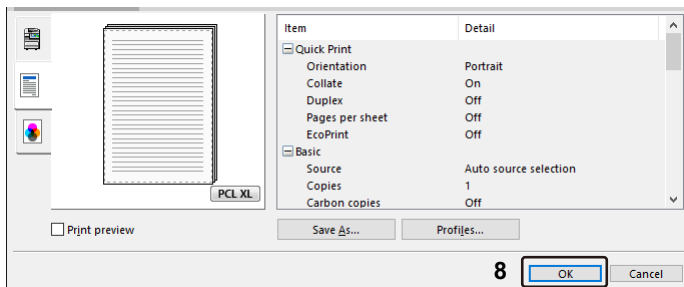 Item Detail
Quick Print
Orientation Portrait
Collate On
Duplex Off
Pages per sheet Off
EcoPrint Off
Basic
Source Auto source selection
Copies 1
Carbon copies Off
PCL XL
Print preview Save As... Profiles...
8 OK Cancel